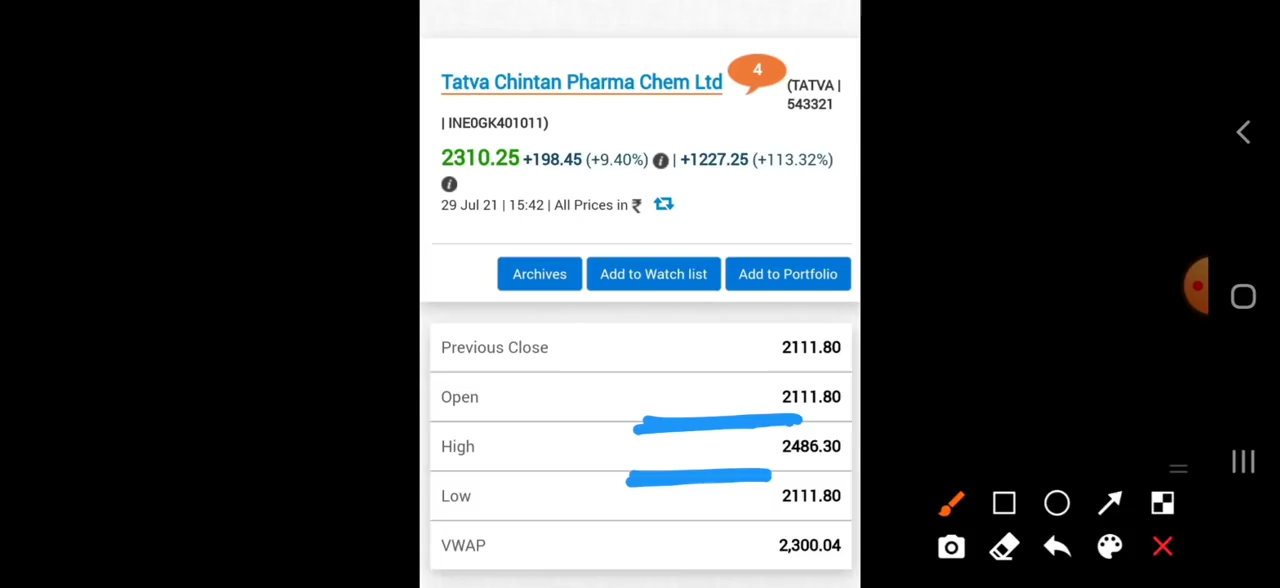 Tatva Chintan Pharma Chem Ltd 4 (TATVA |
543321
| INE0GK401011)
2310.25 +198.45 (+9.40%) i | +1227.25 (+113.32%)
i
29 Jul 21 | 15:42 | All Prices in ₹
Archives Add to Watch list Add to Portfolio
Previous Close 2111.80
Open 2111.80
High 2486.30
Low 2111.80
VWAP 2,300.04